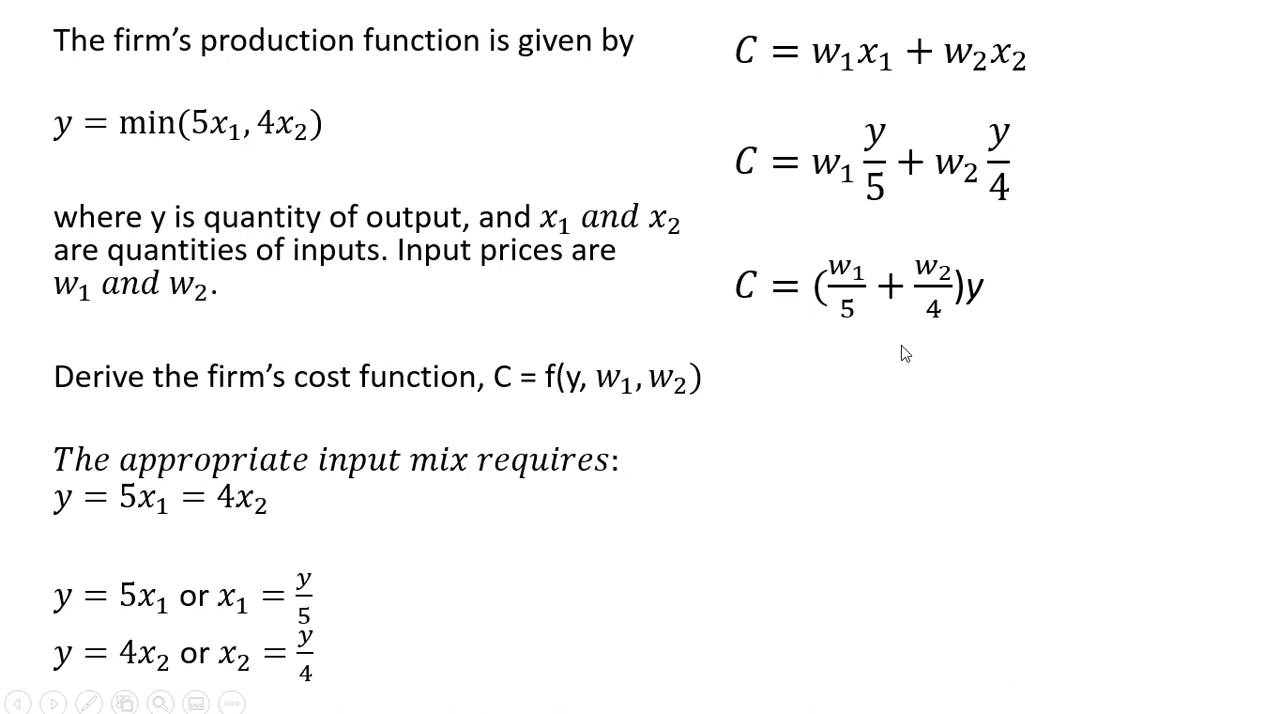 The firm’s production function is given by
y = min(5x₁, 4x₂)
where y is quantity of output, and x₁ and x₂
are quantities of inputs. Input prices are
w₁ and w₂.
Derive the firm’s cost function, C = f(y, w₁, w₂)
The appropriate input mix requires:
y = 5x₁ = 4x₂
y = 5x₁ or x₁ = y/5
y = 4x₂ or x₂ = y/4
C = w₁x₁ + w₂x₂
C = w₁ y/5 + w₂ y/4
C = (w₁/5 + w₂/4)y